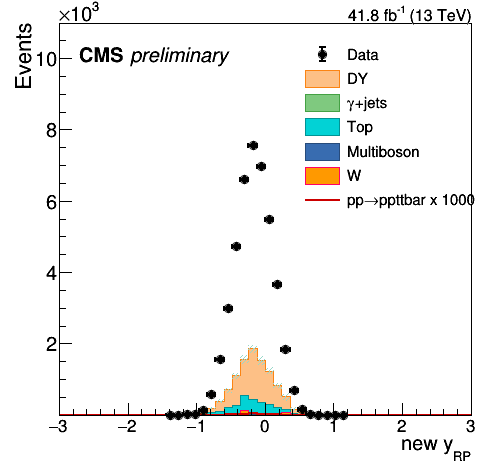 ×10³
41.8 fb⁻¹ (13 TeV)
Events
CMS preliminary
Data
DY
γ+jets
Top
Multiboson
W
pp→ppttbar x 1000
10
8
6
4
2
−3 −2 −1 0 1 2 3
new y_RP